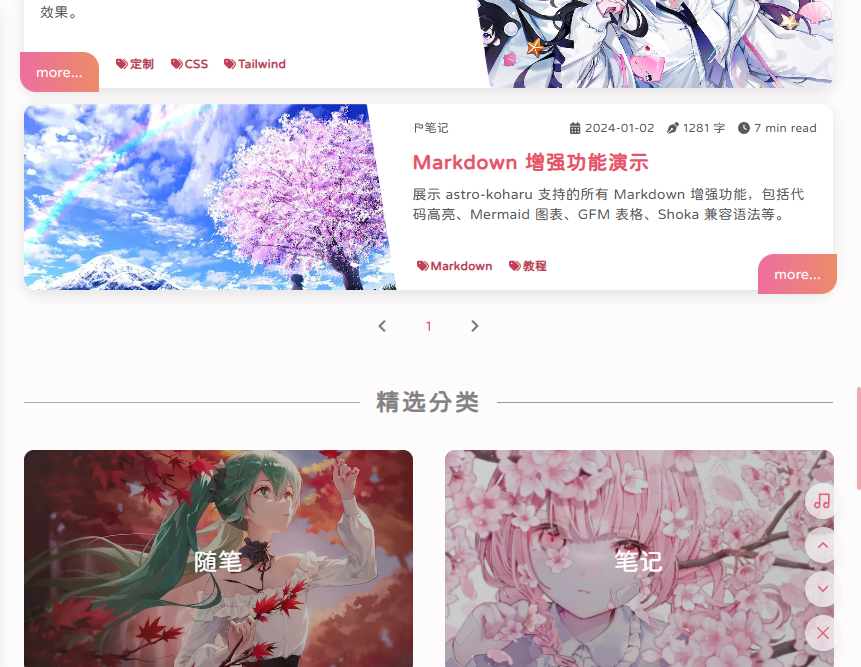 效果。
more...
定制
CSS
Tailwind
笔记
2024-01-02
1281 字
7 min read
Markdown 增强功能演示
展示 astro-koharu 支持的所有 Markdown 增强功能，包括代
码高亮、Mermaid 图表、GFM 表格、Shoka 兼容语法等。
Markdown
教程
more...
1
精选分类
随笔
笔记